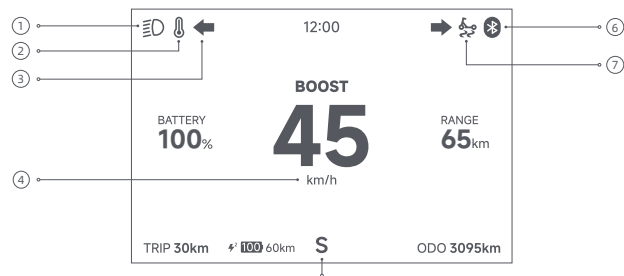 1
12:00
6
2
7
3
BOOST
BATTERY
100%
45
RANGE
65km
4
km/h
TRIP 30km
100 60km
S
ODO 3095km